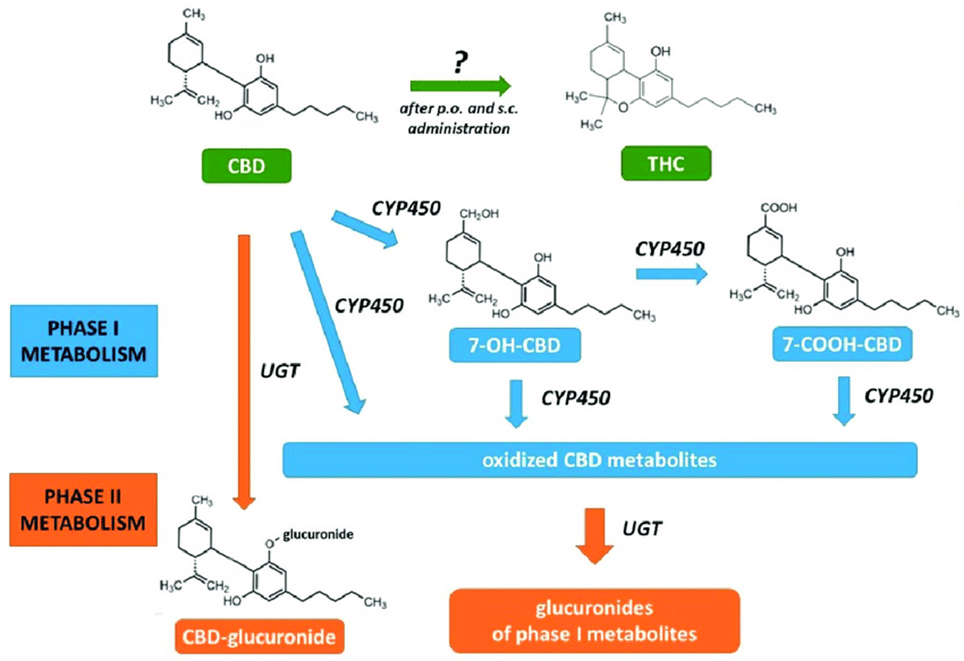 CH₃
OH
H₃C
CH₂
HO
CH₃
CBD
?
after p.o. and s.c.
administration
CH₃
OH
H₃C
O
H₃C
CH₃
THC
CYP450
CH₂OH
OH
H₃C
CH₂
HO
CH₃
7-OH-CBD
CYP450
COOH
OH
H₃C
CH₂
HO
CH₃
7-COOH-CBD
CYP450
PHASE I
METABOLISM
UGT
CYP450
CYP450
oxidized CBD metabolites
PHASE II
METABOLISM
CH₃
O- glucuronide
H₃C
CH₂
HO
CH₃
CBD-glucuronide
UGT
glucuronides
of phase I metabolites